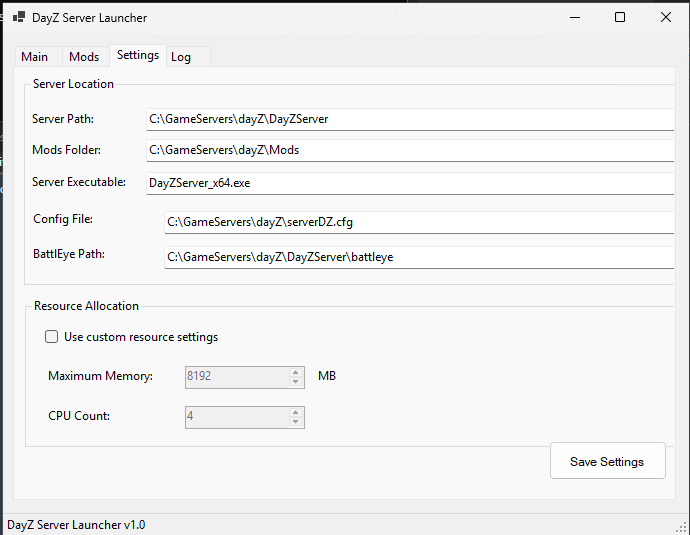 DayZ Server Launcher
Main Mods Settings Log
Server Location
Server Path: C:\GameServers\dayZ\DayZServer
Mods Folder: C:\GameServers\dayZ\Mods
Server Executable: DayZServer_x64.exe
Config File: C:\GameServers\dayZ\serverDZ.cfg
BattlEye Path: C:\GameServers\dayZ\DayZServer\battleye
Resource Allocation
Use custom resource settings
Maximum Memory: 8192 MB
CPU Count: 4
Save Settings
DayZ Server Launcher v1.0